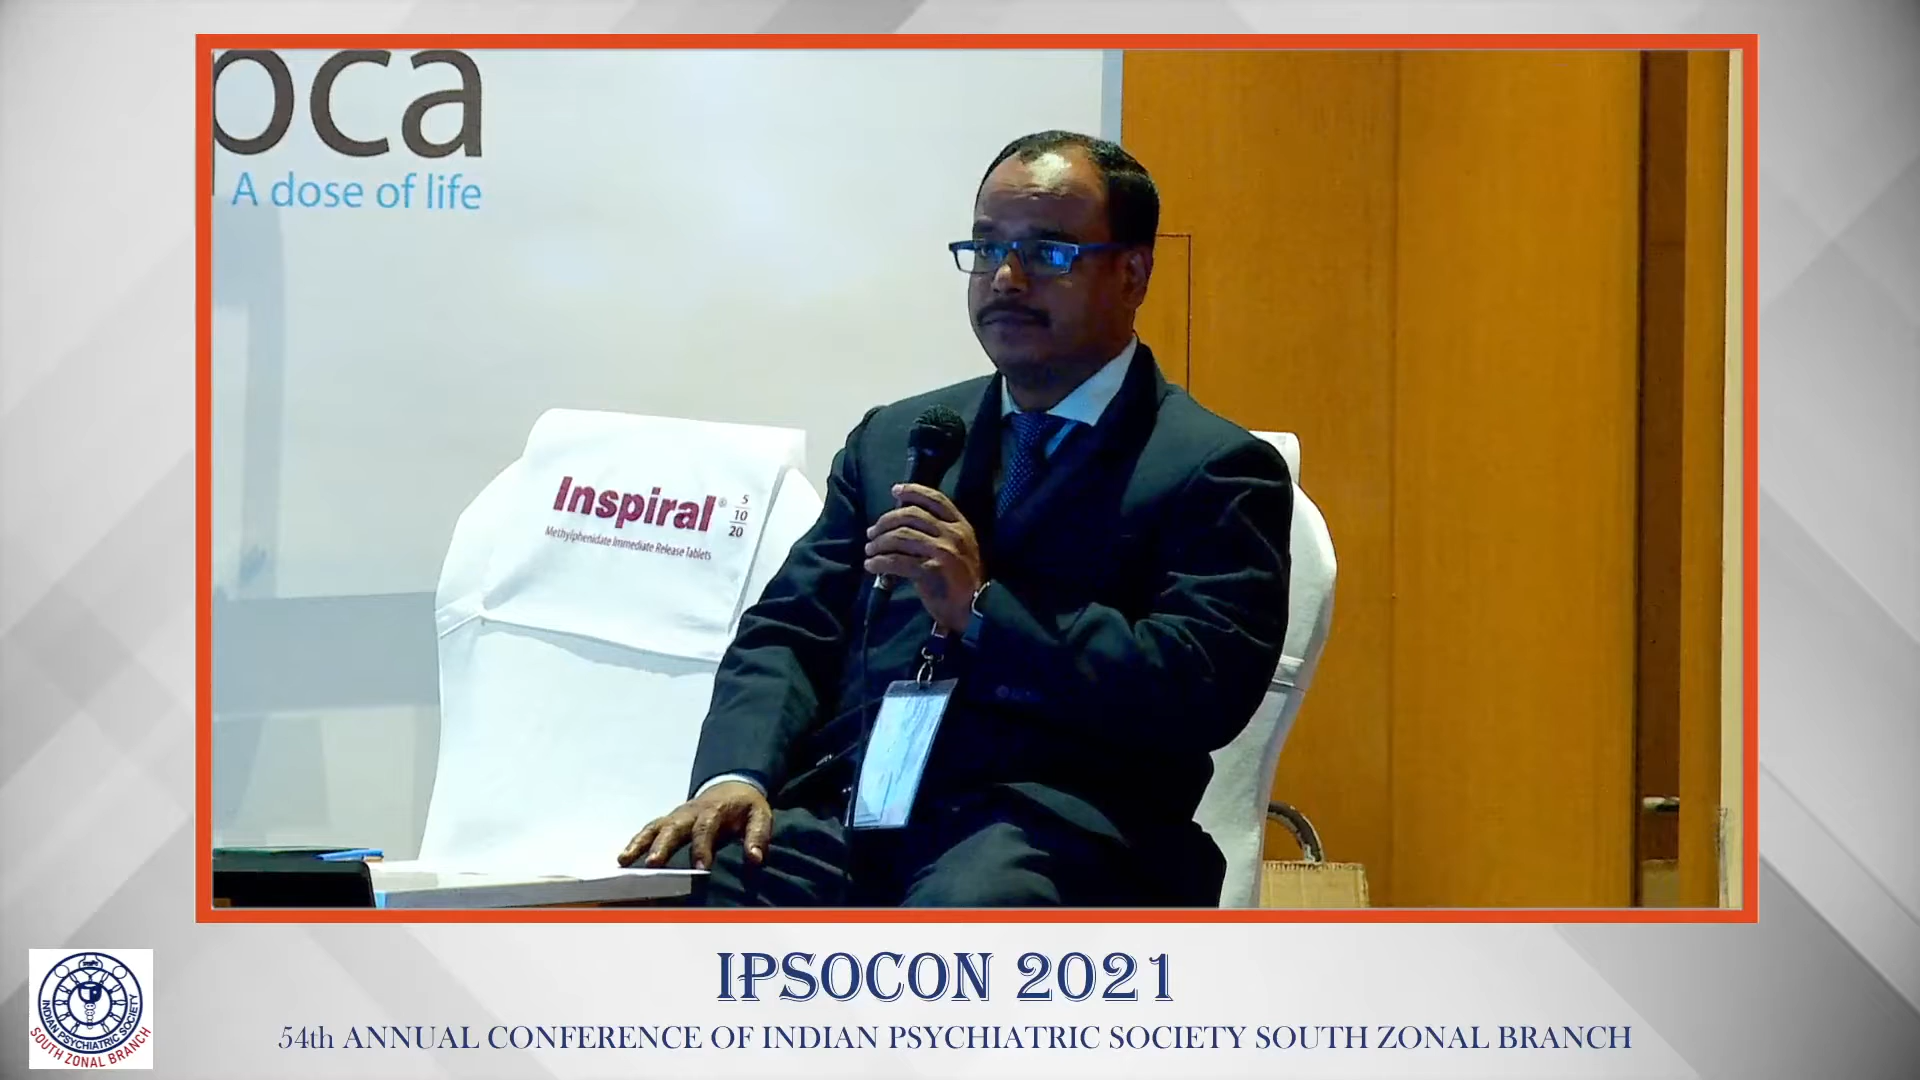 pca
A dose of life
Inspiral® 5
10
20
Methylphenidate Immediate Release Tablets
IPSOCON 2021
54th ANNUAL CONFERENCE OF INDIAN PSYCHIATRIC SOCIETY SOUTH ZONAL BRANCH
INDIAN PSYCHIATRIC SOCIETY
SOUTH ZONAL BRANCH